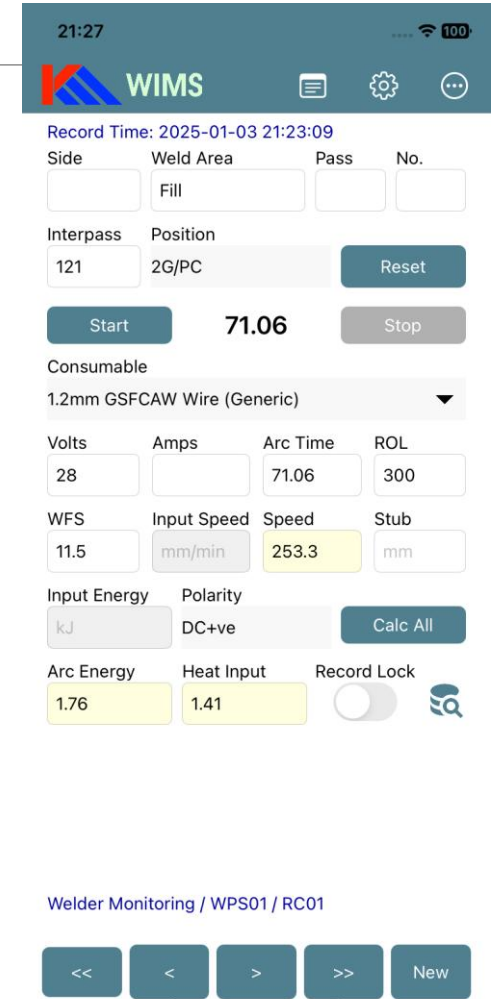 21:27 100
WIMS
Record Time: 2025-01-03 21:23:09
Side Weld Area Pass No.
Fill
Interpass Position
121 2G/PC Reset
Start 71.06 Stop
Consumable
1.2mm GSFCAW Wire (Generic)
Volts Amps Arc Time ROL
28 71.06 300
WFS Input Speed Speed Stub
11.5 mm/min 253.3 mm
Input Energy Polarity
kJ DC+ve Calc All
Arc Energy Heat Input Record Lock
1.76 1.41
Welder Monitoring / WPS01 / RC01
<< < > >> New